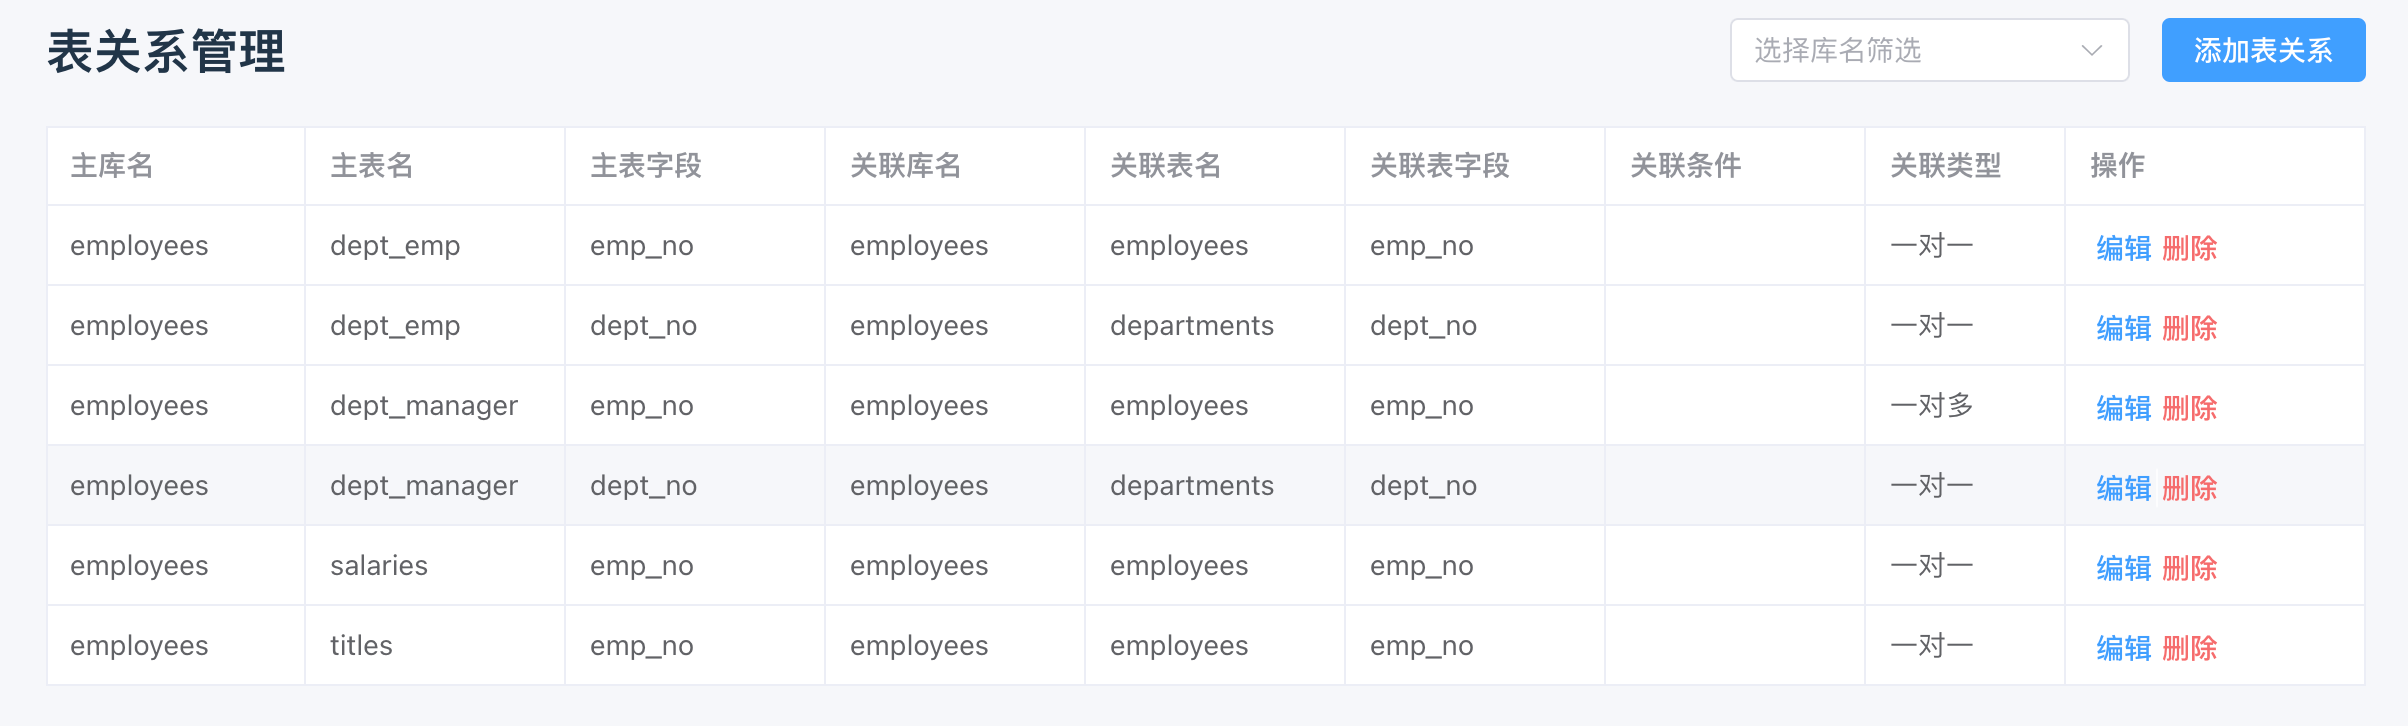 表关系管理
选择库名筛选
添加表关系
主库名 主表名 主表字段 关联库名 关联表名 关联表字段 关联条件 关联类型 操作
employees dept_emp emp_no employees employees emp_no 一对一 编辑 删除
employees dept_emp dept_no employees departments dept_no 一对一 编辑 删除
employees dept_manager emp_no employees employees emp_no 一对多 编辑 删除
employees dept_manager dept_no employees departments dept_no 一对一 编辑 删除
employees salaries emp_no employees employees emp_no 一对一 编辑 删除
employees titles emp_no employees employees emp_no 一对一 编辑 删除